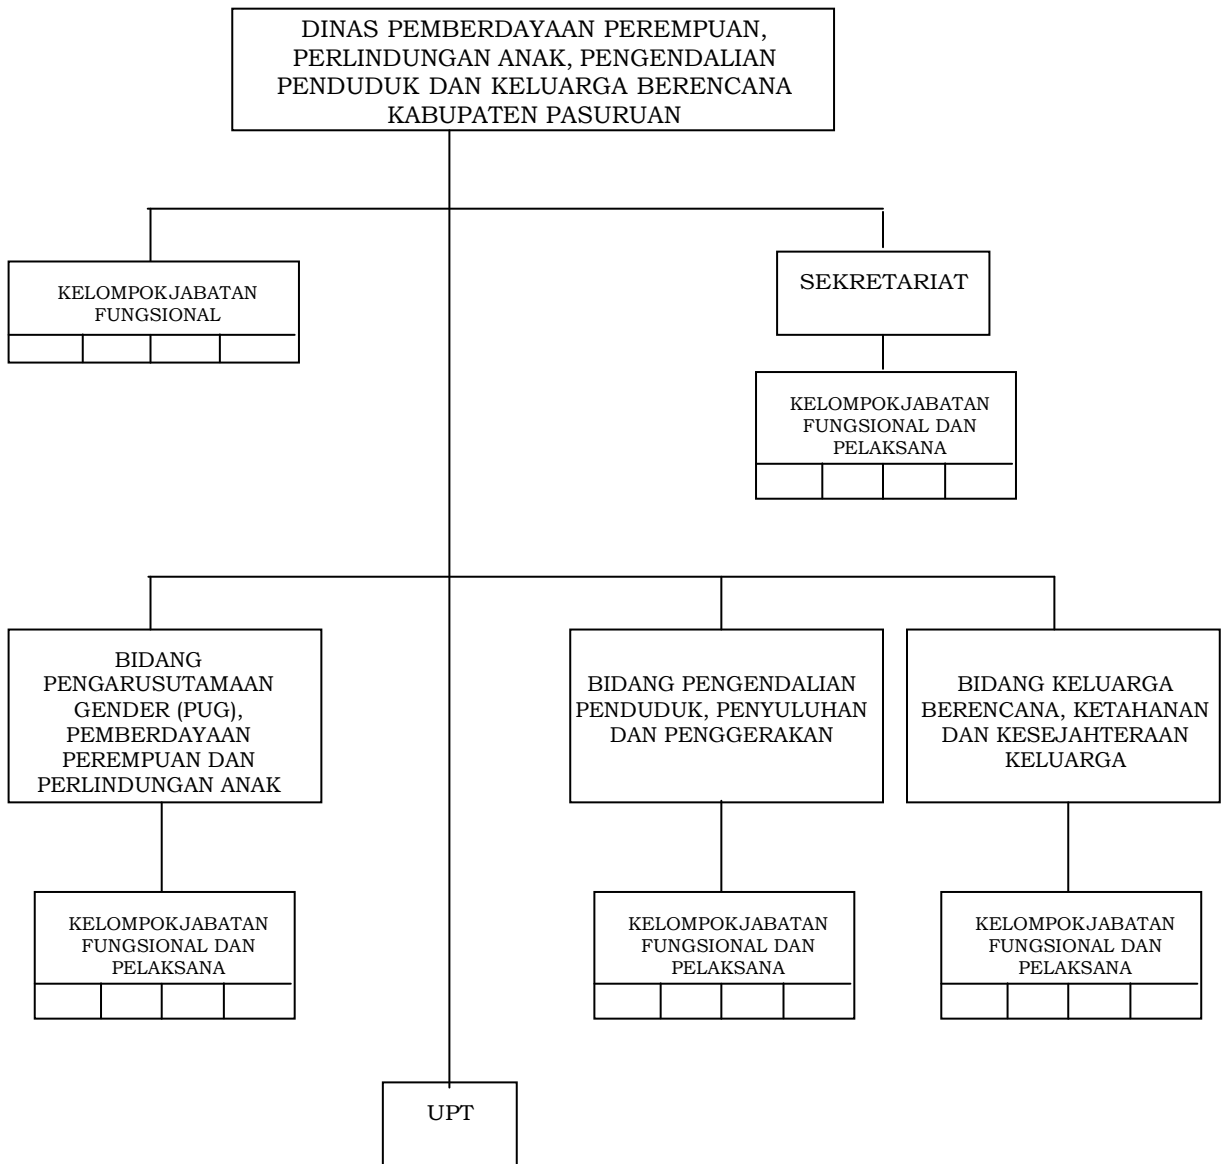 DINAS PEMBERDAYAAN PEREMPUAN,
PERLINDUNGAN ANAK, PENGENDALIAN
PENDUDUK DAN KELUARGA BERENCANA
KABUPATEN PASURUAN
KELOMPOKJABATAN
FUNGSIONAL
SEKRETARIAT
KELOMPOKJABATAN
FUNGSIONAL DAN
PELAKSANA
BIDANG
PENGARUSUTAMAAN
GENDER (PUG),
PEMBERDAYAAN
PEREMPUAN DAN
PERLINDUNGAN ANAK
BIDANG PENGENDALIAN
PENDUDUK, PENYULUHAN
DAN PENGGERAKAN
BIDANG KELUARGA
BERENCANA, KETAHANAN
DAN KESEJAHTERAAN
KELUARGA
KELOMPOKJABATAN
FUNGSIONAL DAN
PELAKSANA
KELOMPOKJABATAN
FUNGSIONAL DAN
PELAKSANA
KELOMPOKJABATAN
FUNGSIONAL DAN
PELAKSANA
UPT